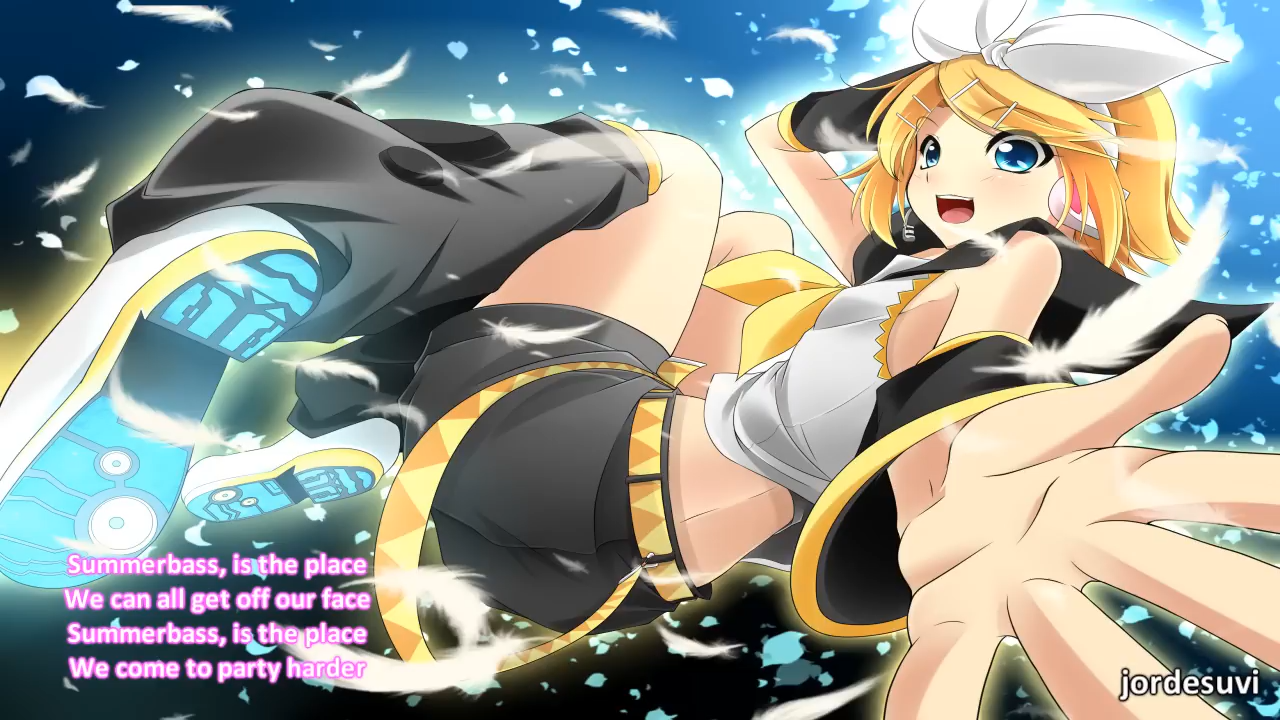 Summerbass, is the place
We can all get off our face
Summerbass, is the place
We come to party harder
jordesuvi